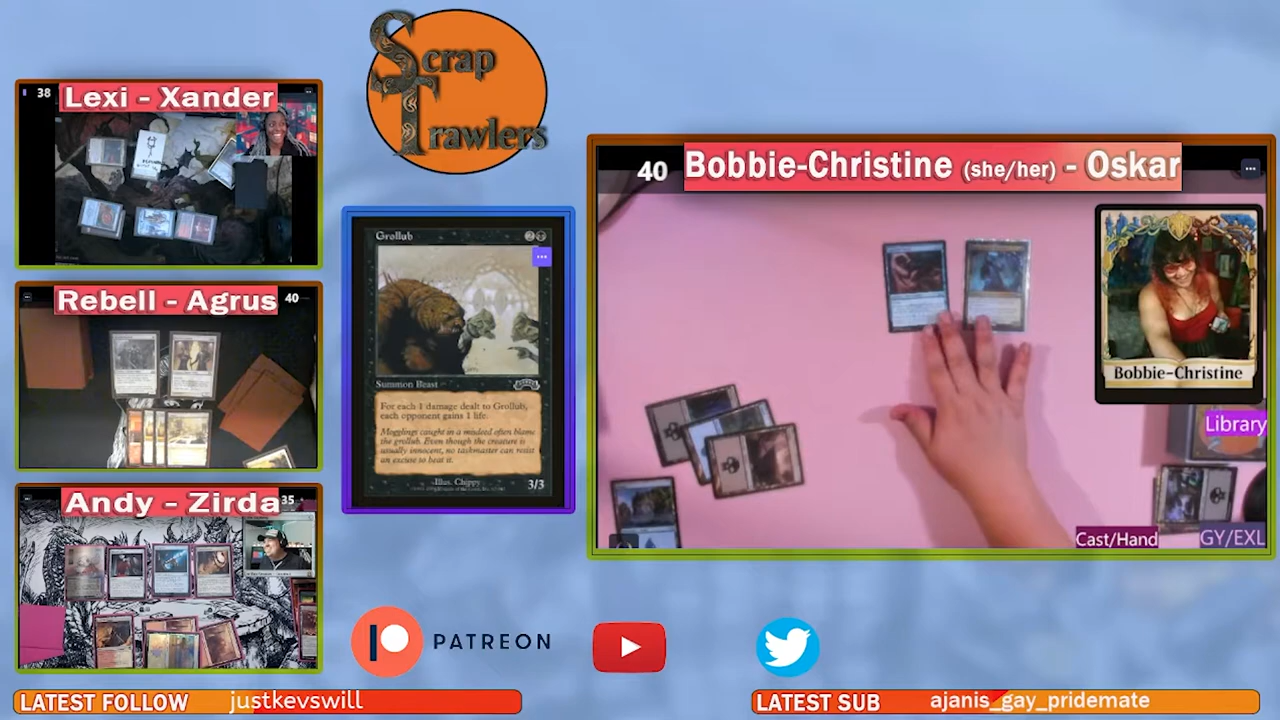 Scrap
Trawlers
38
Lexi - Xander
Rebell - Agrus
40
Andy - Zirda
35
Grollub
2
Summon Beast
For each 1 damage dealt to Grollub,
each opponent gains 1 life.
Mogglings caught in a misdeed often blame
the grollub. Even though the creature is
usually innocent, no taskmaster can resist
an excuse to beat it.
Illus. Chippy
3/3
40
Bobbie-Christine (she/her) - Oskar
Bobbie-Christine
Library
Cast/Hand
GY/EXL
PATREON
LATEST FOLLOW
justkevswill
LATEST SUB
ajanis_gay_pridemate